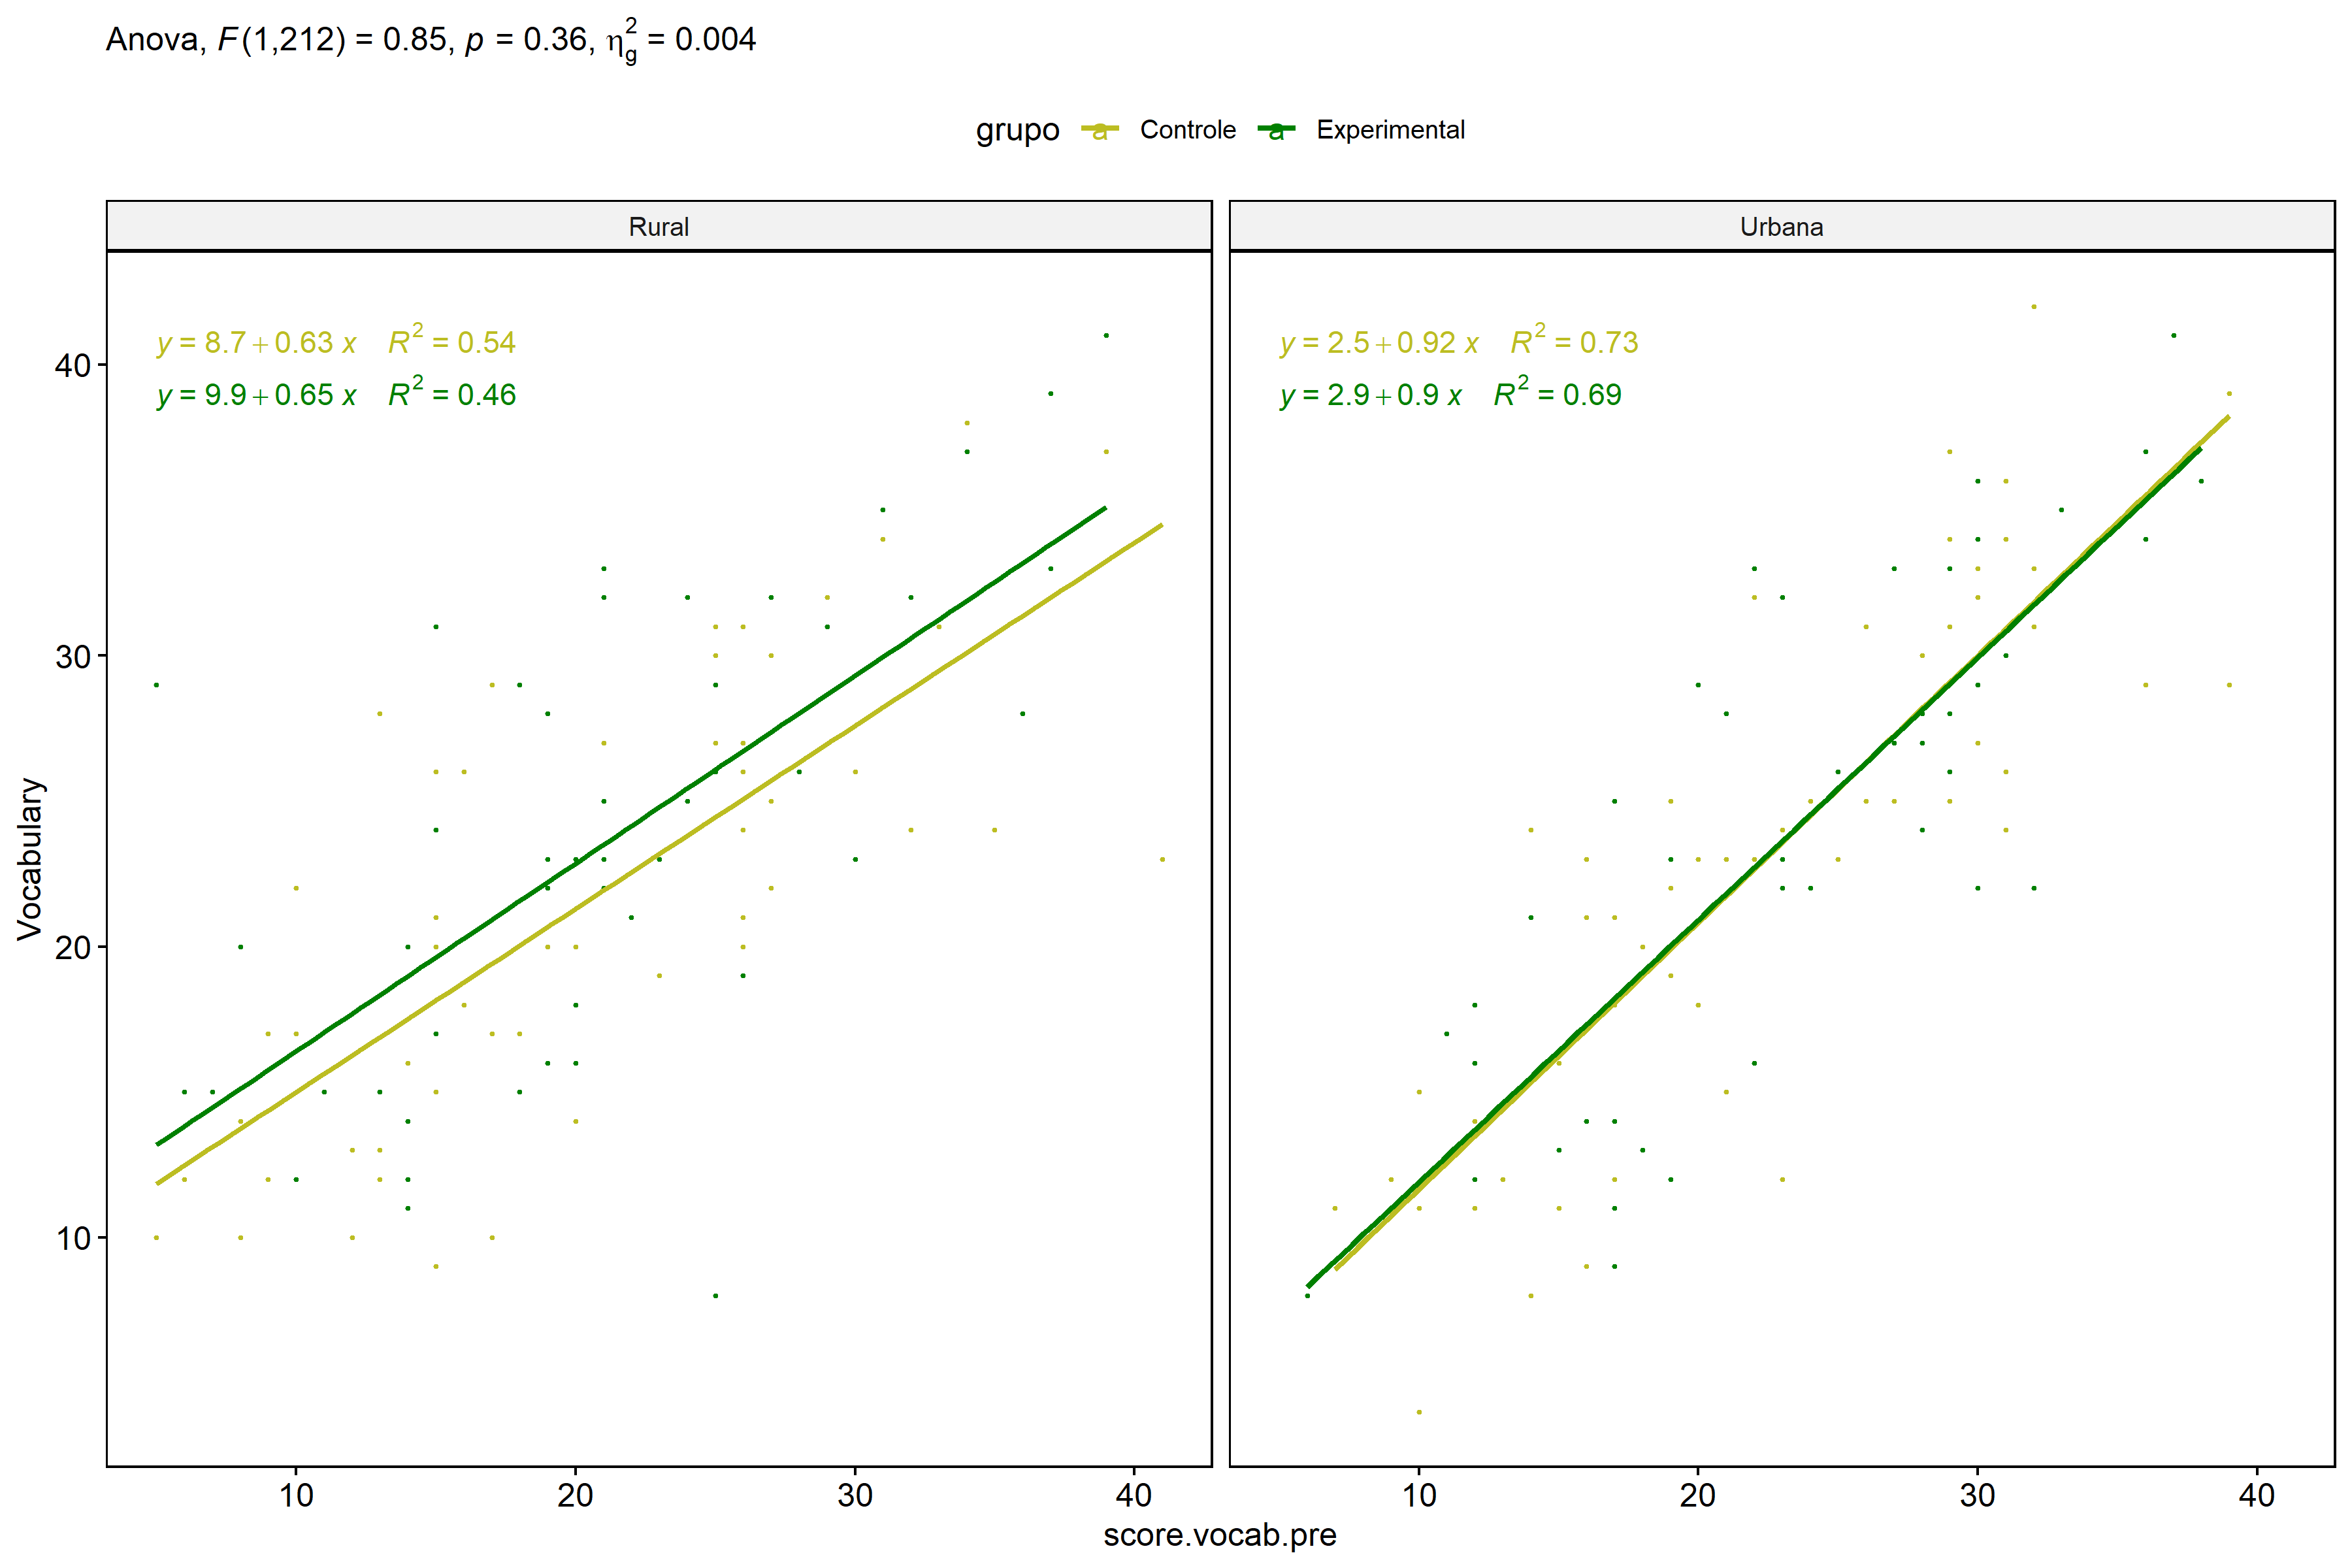 Anova, F(1,212) = 0.85, p = 0.36, η²g = 0.004
grupo a Controle a Experimental
Rural
Urbana
y = 8.7 + 0.63 x R² = 0.54
y = 9.9 + 0.65 x R² = 0.46
y = 2.5 + 0.92 x R² = 0.73
y = 2.9 + 0.9 x R² = 0.69
Vocabulary
40
30
20
10
10 20 30 40
10 20 30 40
score.vocab.pre